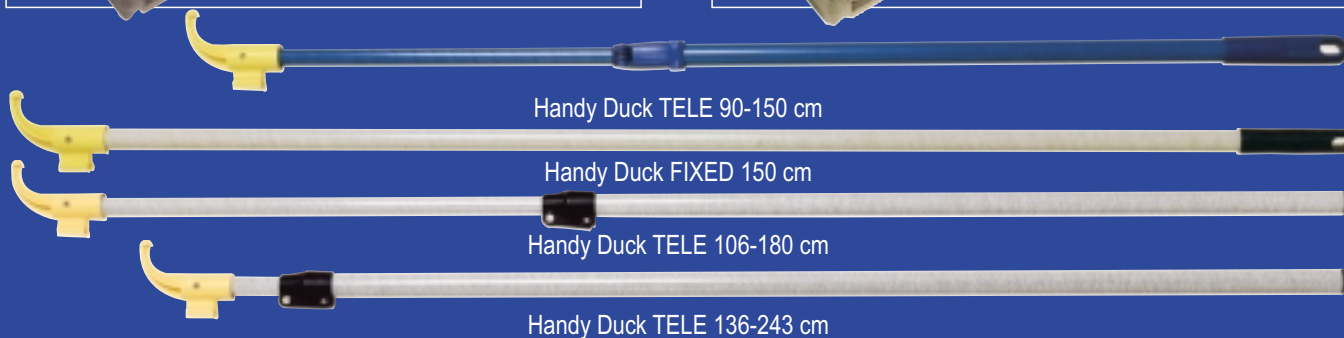 Handy Duck TELE 90-150 cm
Handy Duck FIXED 150 cm
Handy Duck TELE 106-180 cm
Handy Duck TELE 136-243 cm